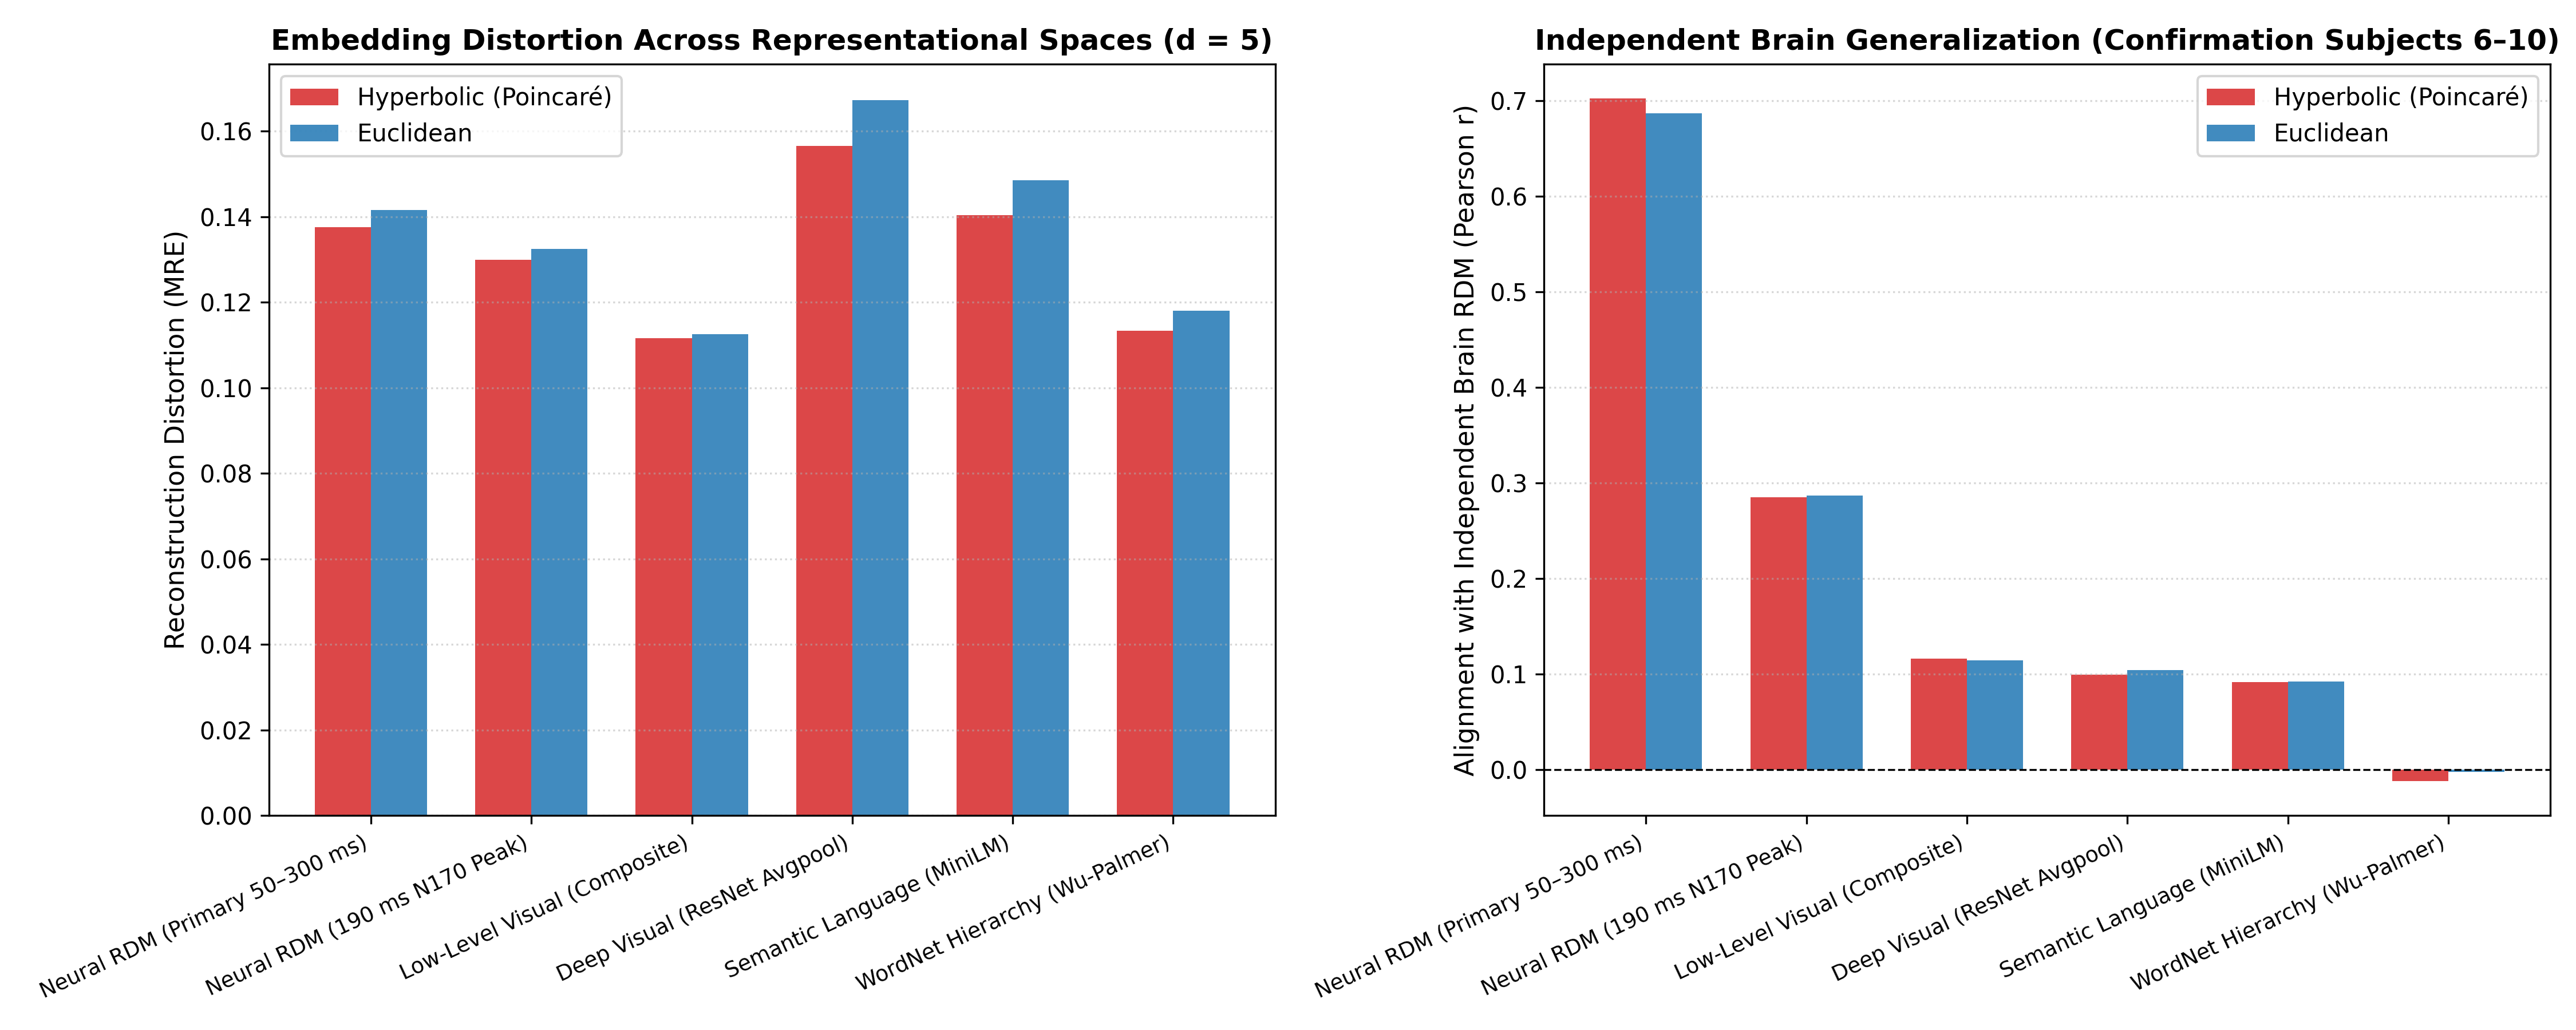 Embedding Distortion Across Representational Spaces (d = 5)
Hyperbolic (Poincaré)
Euclidean
Reconstruction Distortion (MRE)
0.16
0.14
0.12
0.10
0.08
0.06
0.04
0.02
0.00
Neural RDM (Primary 50–300 ms)
Neural RDM (190 ms N170 Peak)
Low-Level Visual (Composite)
Deep Visual (ResNet Avgpool)
Semantic Language (MiniLM)
WordNet Hierarchy (Wu-Palmer)
Independent Brain Generalization (Confirmation Subjects 6–10)
Hyperbolic (Poincaré)
Euclidean
Alignment with Independent Brain RDM (Pearson r)
0.7
0.6
0.5
0.4
0.3
0.2
0.1
0.0
Neural RDM (Primary 50–300 ms)
Neural RDM (190 ms N170 Peak)
Low-Level Visual (Composite)
Deep Visual (ResNet Avgpool)
Semantic Language (MiniLM)
WordNet Hierarchy (Wu-Palmer)